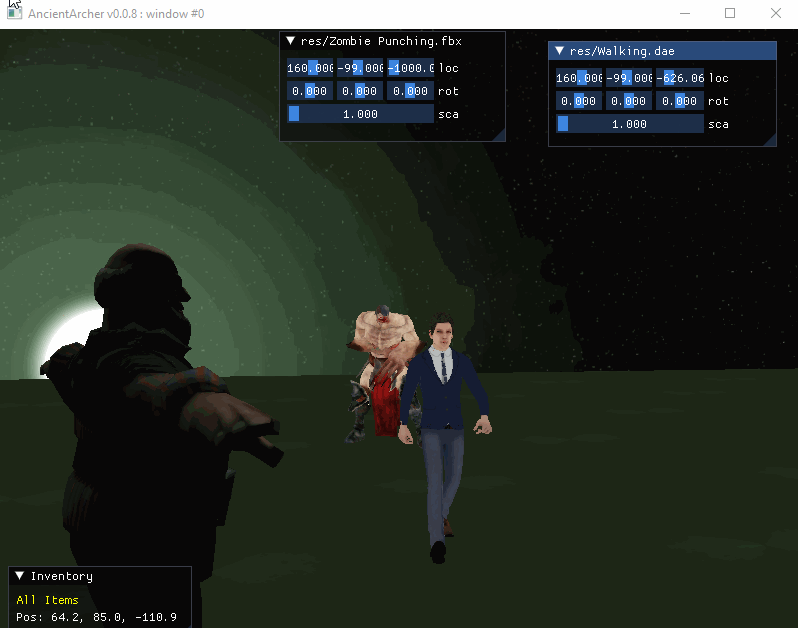 AncientArcher v0.0.8 : window #0
res/Zombie Punching.fbx
160.000 -99.000 -1000.0 loc
0.000 0.000 0.000 rot
1.000 sca
res/Walking.dae
160.000 -99.000 -626.06 loc
0.000 0.000 0.000 rot
1.000 sca
Inventory
All Items
Pos: 64.2, 85.0, -110.9